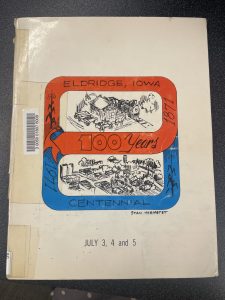 ELDRIDGE, IOWA
1871
100 Years
1971
CENTENNIAL
JULY 3, 4 and 5